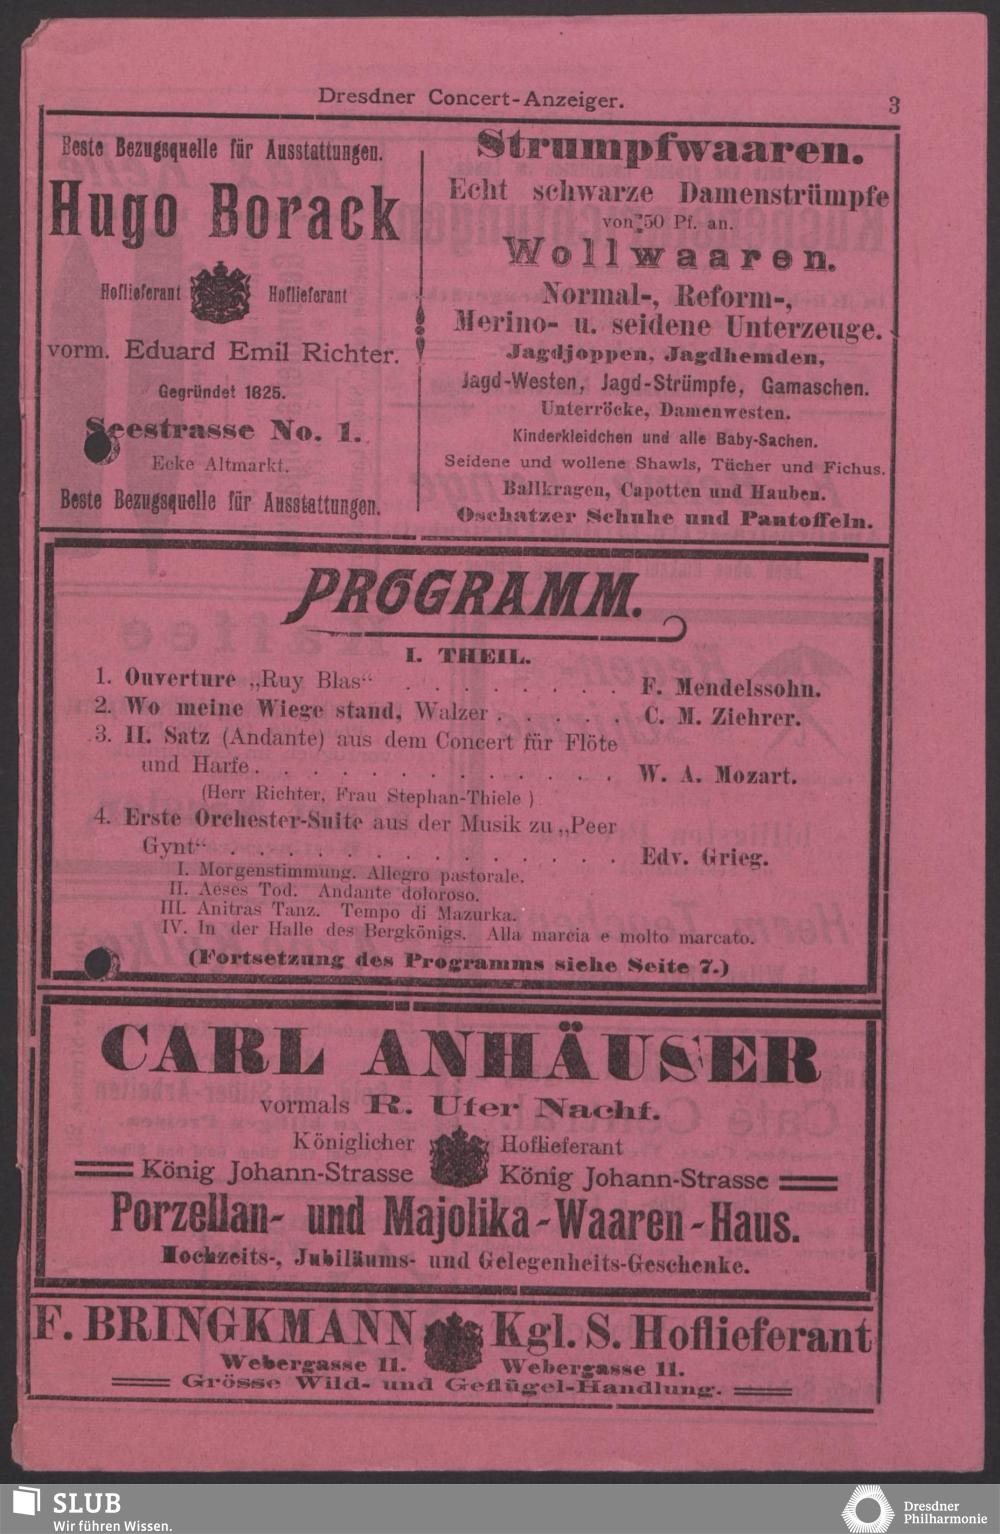 Dresdner Concert-Anzeiger.
3
Beste Bezugsquelle für Ausstattungen.
Hugo Borack
Hoflieferant Hoflieferant
vorm. Eduard Emil Richter.
Gegründet 1825.
Seestrasse No. 1.
Ecke Altmarkt.
Beste Bezugsquelle für Ausstattungen.
Strumpfwaaren.
Echt schwarze Damenstrümpfe
von 50 Pf. an.
Wollwaaren.
Normal-, Reform-,
Merino- u. seidene Unterzeuge.
Jagdjoppen, Jagdhemden,
Jagd-Westen, Jagd-Strümpfe, Gamaschen.
Unterröcke, Damenwesten.
Kinderkleidchen und alle Baby-Sachen.
Seidene und wollene Shawls, Tücher und Fichus.
Ballkragen, Capotten und Hauben.
Oschatzer Schuhe und Pantoffeln.
PROGRAMM.
I. THEIL.
1. Ouverture „Ruy Blas“ . . . . . . . . F. Mendelssohn.
2. Wo meine Wiege stand, Walzer . . . . . C. M. Ziehrer.
3. II. Satz (Andante) aus dem Concert für Flöte
und Harfe . . . . . . . . . . . . . W. A. Mozart.
(Herr Richter, Frau Stephan-Thiele )
4. Erste Orchester-Suite aus der Musik zu „Peer
Gynt“ . . . . . . . . . . . . . . Edv. Grieg.
I. Morgenstimmung. Allegro pastorale.
II. Aeses Tod. Andante doloroso.
III. Anitras Tanz. Tempo di Mazurka.
IV. In der Halle des Bergkönigs. Alla marcia e molto marcato.
(Fortsetzung des Programms siehe Seite 7.)
CARL ANHÄUSER
vormals R. Ufer Nachf.
Königlicher Hoflieferant
König Johann-Strasse König Johann-Strasse
Porzellan- und Majolika-Waaren-Haus.
Hochzeits-, Jubiläums- und Gelegenheits-Geschenke.
F. BRINGKMANN Kgl. S. Hoflieferant
Webergasse 11. Webergasse 11.
Grösse Wild- und Geflügel-Handlung.
SLUB
Wir führen Wissen.
Dresdner
Philharmonie